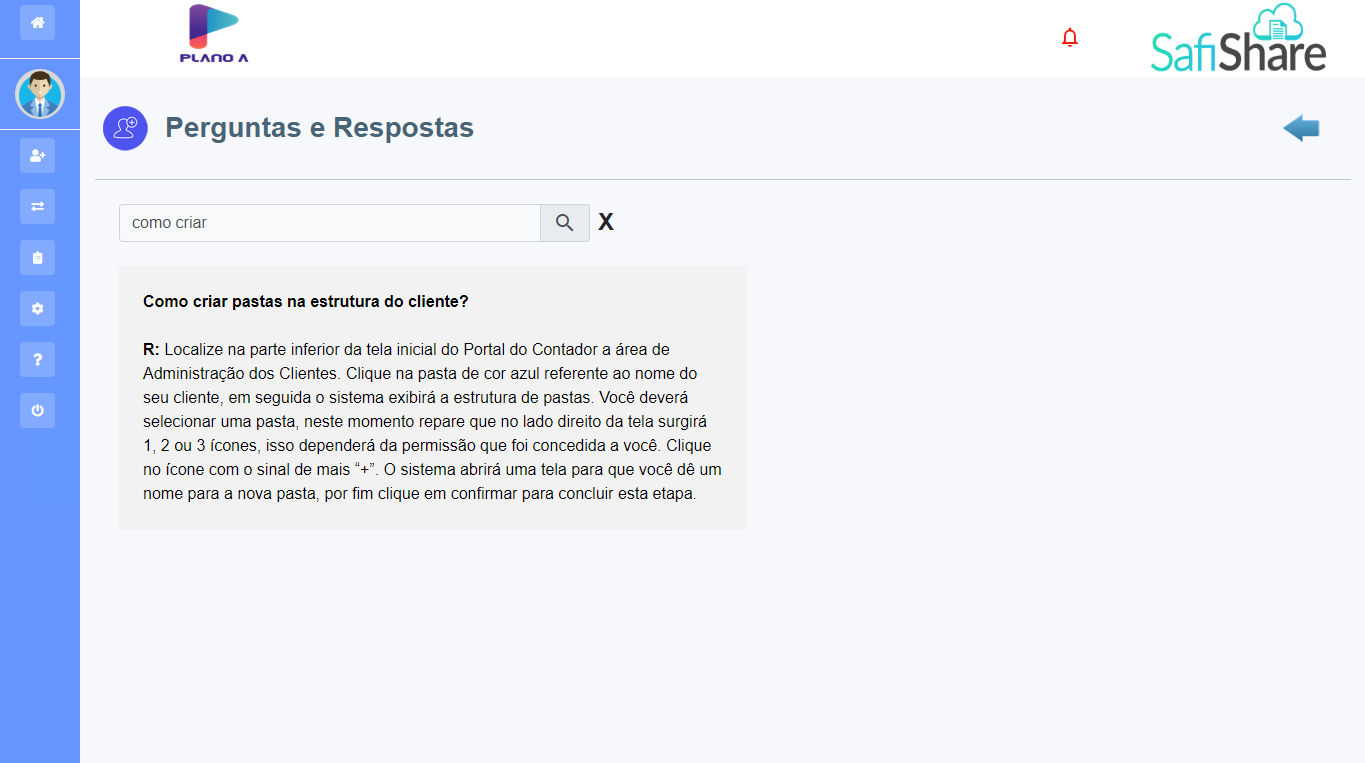 PLANO A
SafiShare
Perguntas e Respostas
como criar
X
Como criar pastas na estrutura do cliente?
R: Localize na parte inferior da tela inicial do Portal do Contador a área de
Administração dos Clientes. Clique na pasta de cor azul referente ao nome do
seu cliente, em seguida o sistema exibirá a estrutura de pastas. Você deverá
selecionar uma pasta, neste momento repare que no lado direito da tela surgirá
1, 2 ou 3 ícones, isso dependerá da permissão que foi concedida a você. Clique
no ícone com o sinal de mais “+”. O sistema abrirá uma tela para que você dê um
nome para a nova pasta, por fim clique em confirmar para concluir esta etapa.
?